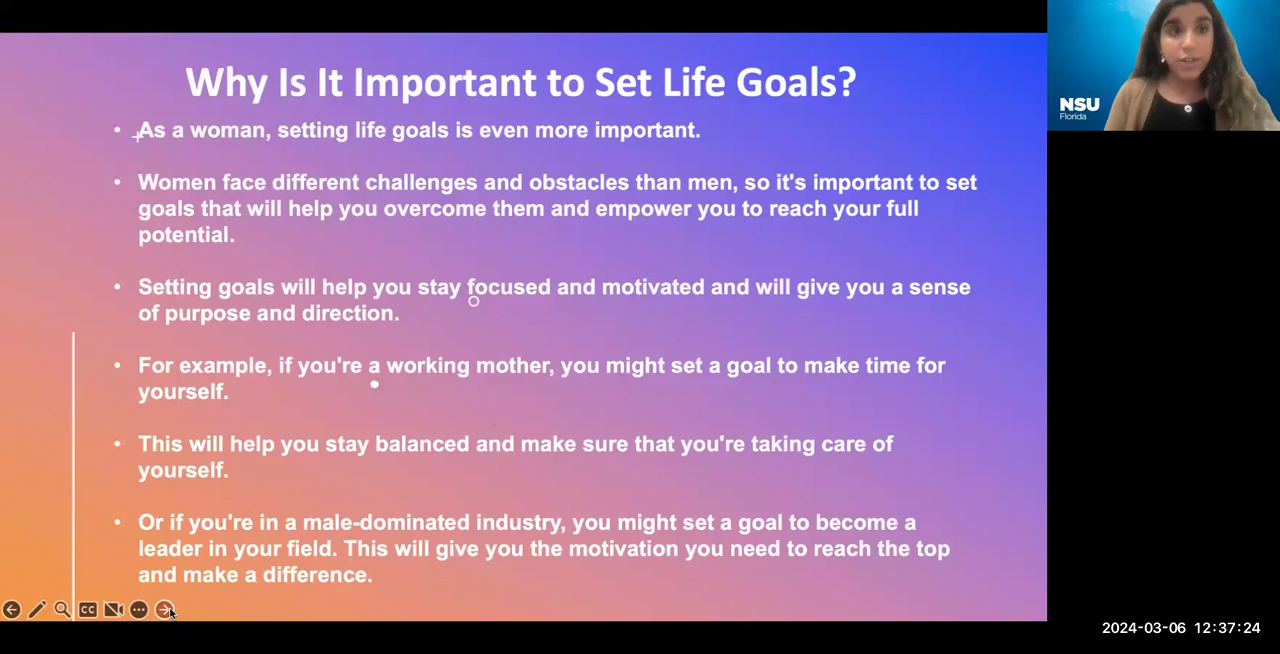 Why Is It Important to Set Life Goals?
• As a woman, setting life goals is even more important.
• Women face different challenges and obstacles than men, so it's important to set
goals that will help you overcome them and empower you to reach your full
potential.
• Setting goals will help you stay focused and motivated and will give you a sense
of purpose and direction.
• For example, if you're a working mother, you might set a goal to make time for
yourself.
• This will help you stay balanced and make sure that you're taking care of
yourself.
• Or if you're in a male-dominated industry, you might set a goal to become a
leader in your field. This will give you the motivation you need to reach the top
and make a difference.
CC
NSU
Florida
2024-03-06 12:37:24